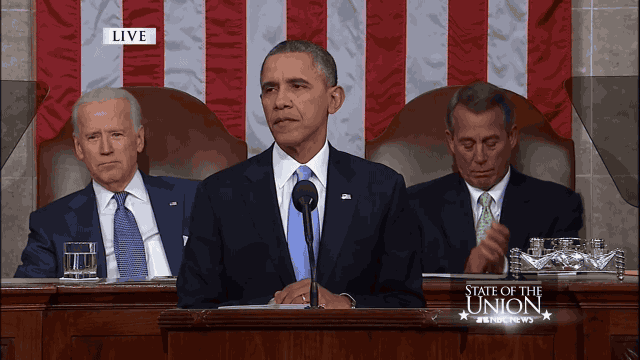 LIVE
STATE OF THE
UNION
NBC NEWS